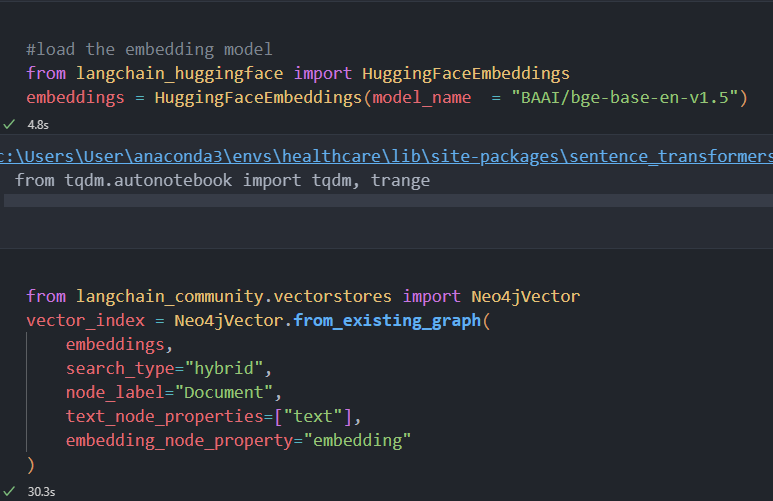 #load the embedding model
from langchain_huggingface import HuggingFaceEmbeddings
embeddings = HuggingFaceEmbeddings(model_name  = "BAAI/bge-base-en-v1.5")
4.8s
c:\Users\User\anaconda3\envs\healthcare\lib\site-packages\sentence_transformers
from tqdm.autonotebook import tqdm, trange
from langchain_community.vectorstores import Neo4jVector
vector_index = Neo4jVector.from_existing_graph(
    embeddings,
    search_type="hybrid",
    node_label="Document",
    text_node_properties=["text"],
    embedding_node_property="embedding"
)
30.3s